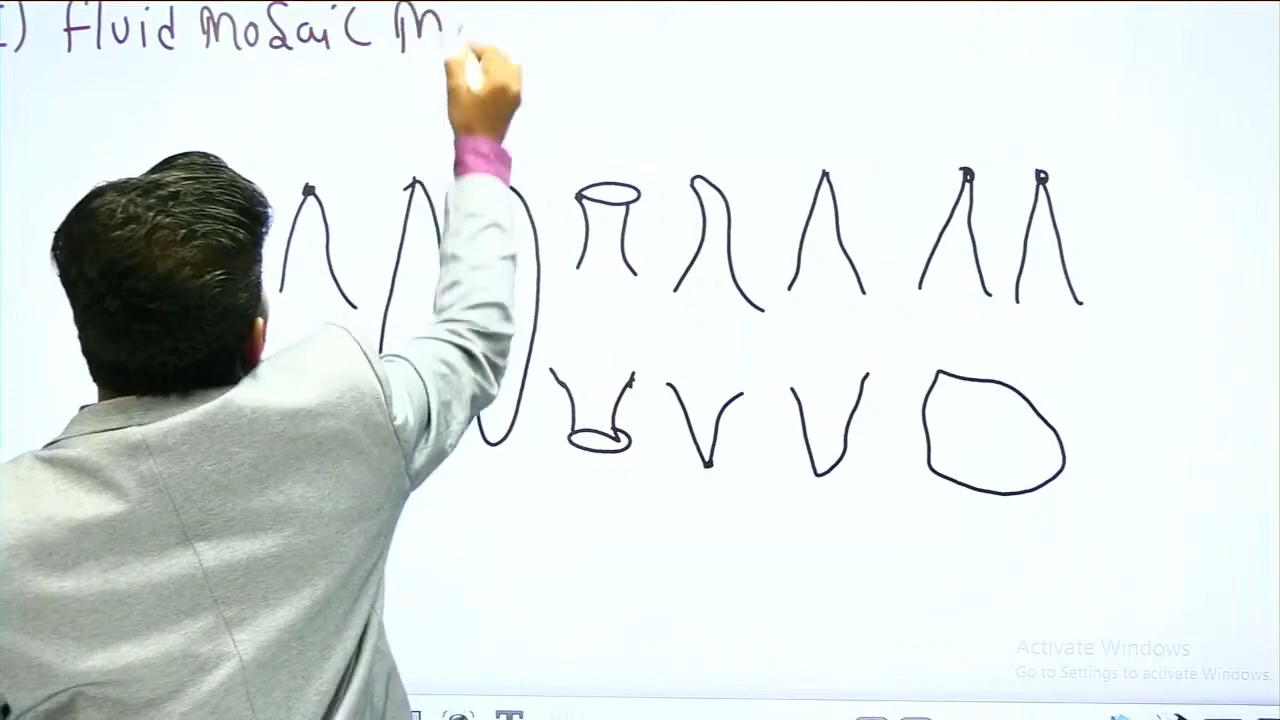 ) Fluid Mosaic M
Activate Windows
Go to Settings to activate Windows.